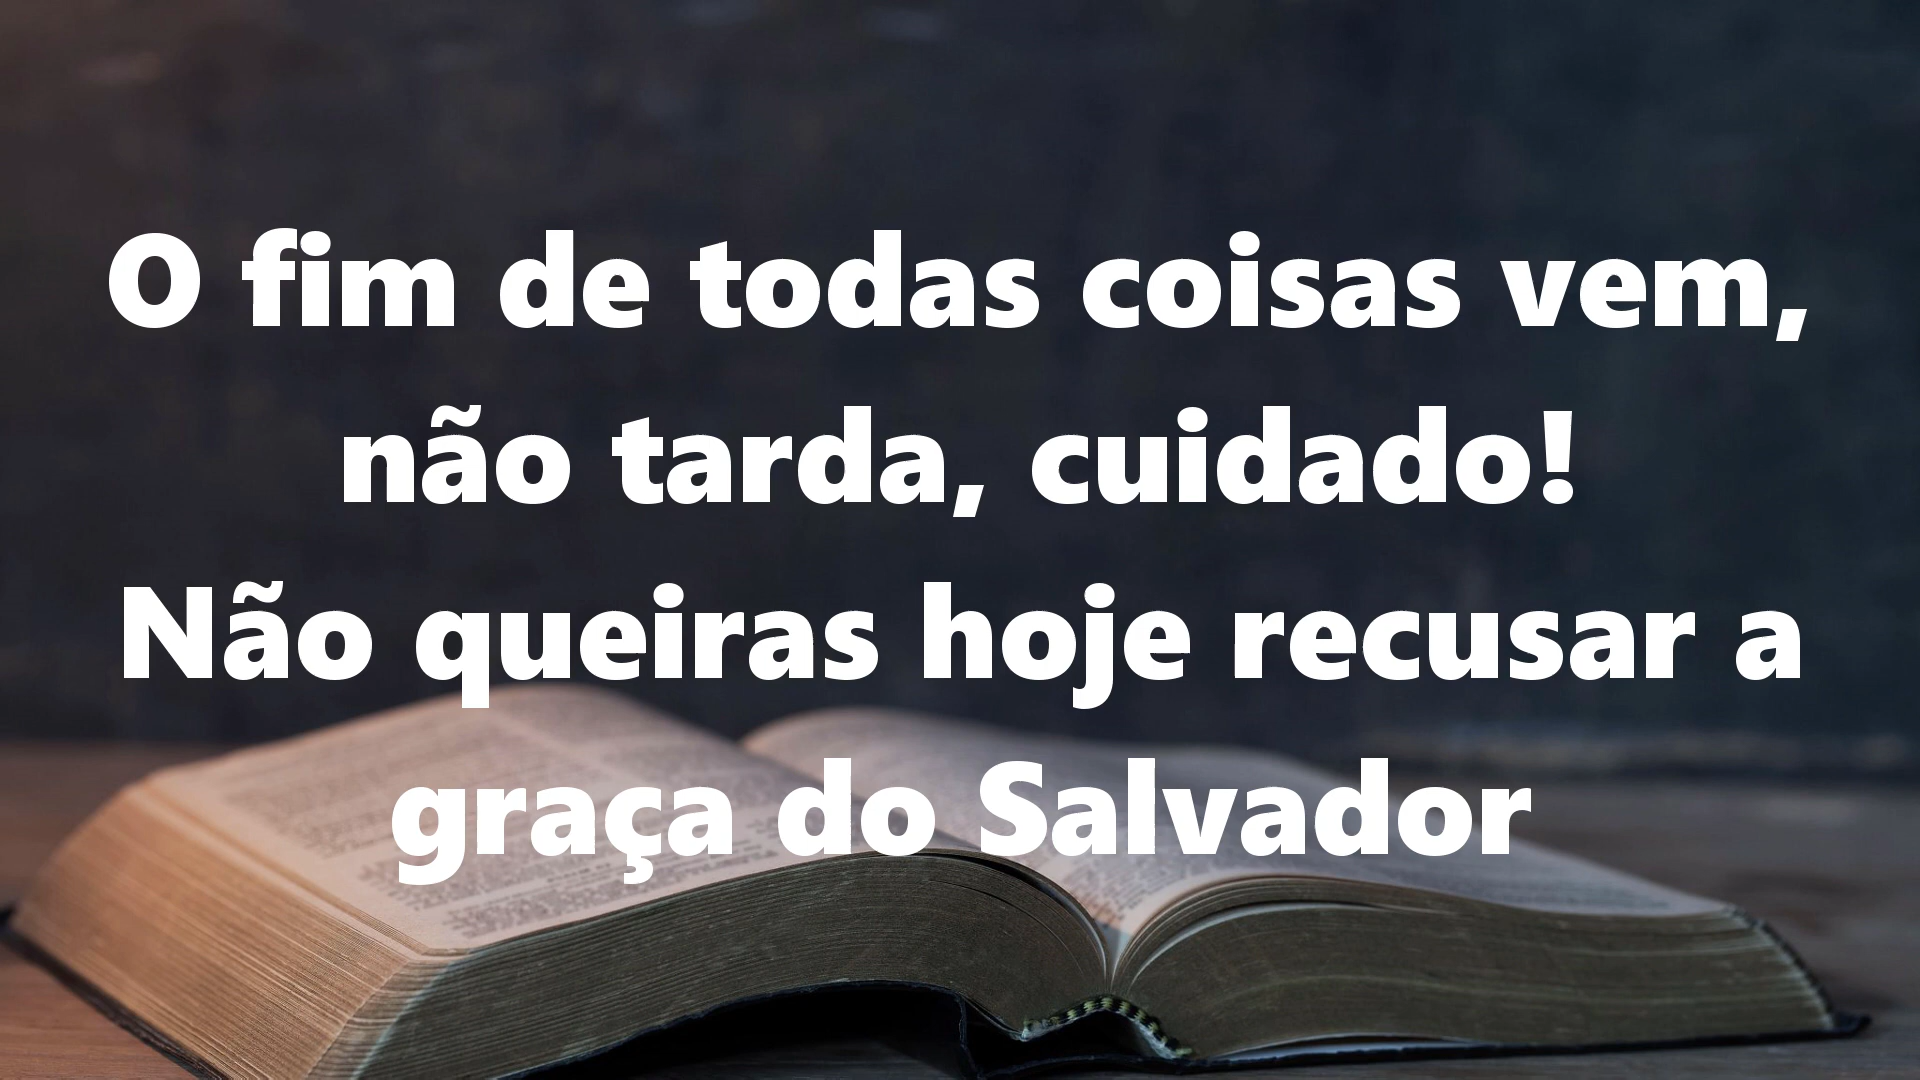 O fim de todas coisas vem,
não tarda, cuidado!
Não queiras hoje recusar a
graça do Salvador